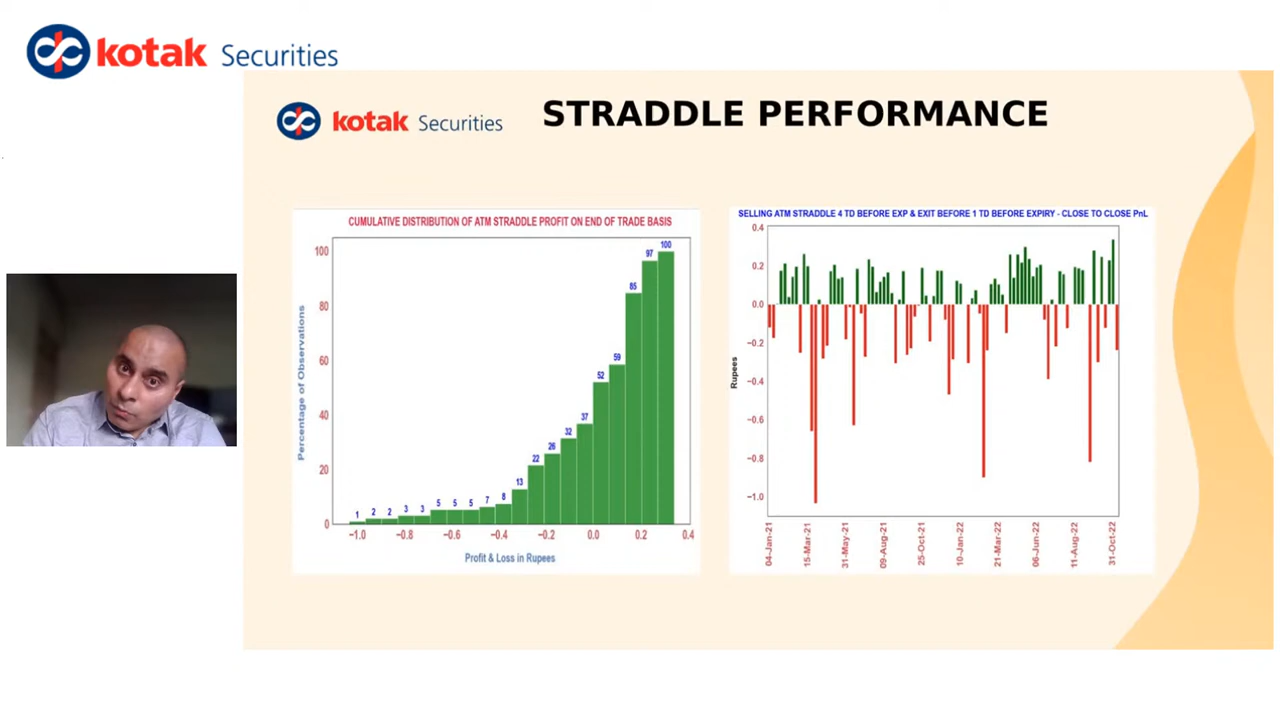 kotak Securities
kotak Securities
STRADDLE PERFORMANCE
CUMULATIVE DISTRIBUTION OF ATM STRADDLE PROFIT ON END OF TRADE BASIS
Percentage of Observations
100
80
60
40
20
0
1 2 2 3 3 5 5 5 7 8 13 22 26 32 37 52 59 85 97 100
−1.0 −0.8 −0.6 −0.4 −0.2 0.0 0.2 0.4
Profit & Loss in Rupees
SELLING ATM STRADDLE 4 TD BEFORE EXP & EXIT BEFORE 1 TD BEFORE EXPIRY - CLOSE TO CLOSE PnL
Rupees
0.4
0.2
0.0
−0.2
−0.4
−0.6
−0.8
−1.0
04-Jan-21 15-Mar-21 31-May-21 09-Aug-21 25-Oct-21 10-Jan-22 21-Mar-22 06-Jun-22 11-Aug-22 31-Oct-22